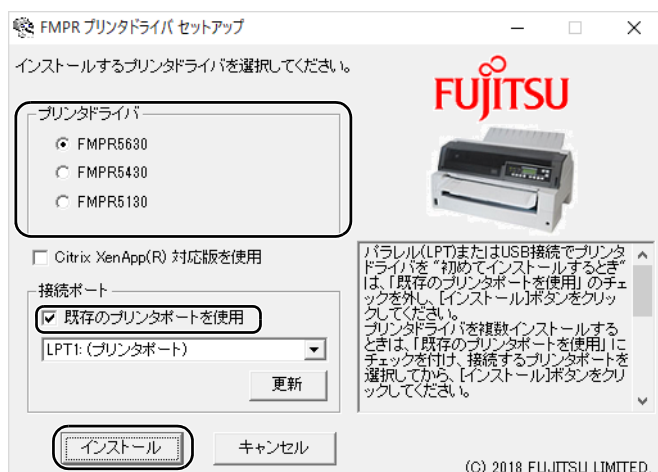 FMPR プリンタドライバ セットアップ
インストールするプリンタドライバを選択してください。
FUJITSU
プリンタドライバ
FMPR5630
FMPR5430
FMPR5130
Citrix XenApp(R) 対応版を使用
接続ポート
既存のプリンタポートを使用
LPT1: (プリンタポート)
更新
パラレル(LPT)またはUSB接続でプリンタ
ドライバを “初めてインストールするとき”
は、「既存のプリンタポートを使用」 のチェ
ックを外し、[インストール]ボタンをクリッ
クしてください。
プリンタドライバを複数インストールする
ときは、「既存のプリンタポートを使用」に
チェックを付け、接続するプリンタポートを
選択してから、[インストール]ボタンをクリ
ックしてください。
インストール
キャンセル
(C) 2018 FUJITSU LIMITED